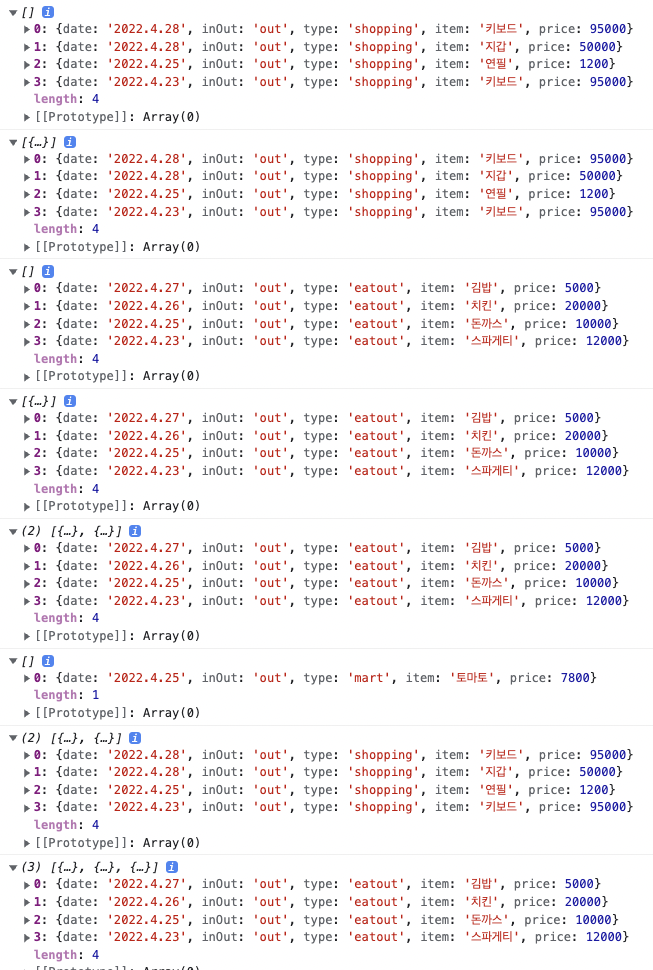 [] i
0: {date: '2022.4.28', inOut: 'out', type: 'shopping', item: '키보드', price: 95000}
1: {date: '2022.4.28', inOut: 'out', type: 'shopping', item: '지갑', price: 50000}
2: {date: '2022.4.25', inOut: 'out', type: 'shopping', item: '연필', price: 1200}
3: {date: '2022.4.23', inOut: 'out', type: 'shopping', item: '키보드', price: 95000}
length: 4
[[Prototype]]: Array(0)
[{…}] i
0: {date: '2022.4.28', inOut: 'out', type: 'shopping', item: '키보드', price: 95000}
1: {date: '2022.4.28', inOut: 'out', type: 'shopping', item: '지갑', price: 50000}
2: {date: '2022.4.25', inOut: 'out', type: 'shopping', item: '연필', price: 1200}
3: {date: '2022.4.23', inOut: 'out', type: 'shopping', item: '키보드', price: 95000}
length: 4
[[Prototype]]: Array(0)
[] i
0: {date: '2022.4.27', inOut: 'out', type: 'eatout', item: '김밥', price: 5000}
1: {date: '2022.4.26', inOut: 'out', type: 'eatout', item: '치킨', price: 20000}
2: {date: '2022.4.25', inOut: 'out', type: 'eatout', item: '돈까스', price: 10000}
3: {date: '2022.4.23', inOut: 'out', type: 'eatout', item: '스파게티', price: 12000}
length: 4
[[Prototype]]: Array(0)
[{…}] i
0: {date: '2022.4.27', inOut: 'out', type: 'eatout', item: '김밥', price: 5000}
1: {date: '2022.4.26', inOut: 'out', type: 'eatout', item: '치킨', price: 20000}
2: {date: '2022.4.25', inOut: 'out', type: 'eatout', item: '돈까스', price: 10000}
3: {date: '2022.4.23', inOut: 'out', type: 'eatout', item: '스파게티', price: 12000}
length: 4
[[Prototype]]: Array(0)
(2) [{…}, {…}] i
0: {date: '2022.4.27', inOut: 'out', type: 'eatout', item: '김밥', price: 5000}
1: {date: '2022.4.26', inOut: 'out', type: 'eatout', item: '치킨', price: 20000}
2: {date: '2022.4.25', inOut: 'out', type: 'eatout', item: '돈까스', price: 10000}
3: {date: '2022.4.23', inOut: 'out', type: 'eatout', item: '스파게티', price: 12000}
length: 4
[[Prototype]]: Array(0)
[] i
0: {date: '2022.4.25', inOut: 'out', type: 'mart', item: '토마토', price: 7800}
length: 1
[[Prototype]]: Array(0)
(2) [{…}, {…}] i
0: {date: '2022.4.28', inOut: 'out', type: 'shopping', item: '키보드', price: 95000}
1: {date: '2022.4.28', inOut: 'out', type: 'shopping', item: '지갑', price: 50000}
2: {date: '2022.4.25', inOut: 'out', type: 'shopping', item: '연필', price: 1200}
3: {date: '2022.4.23', inOut: 'out', type: 'shopping', item: '키보드', price: 95000}
length: 4
[[Prototype]]: Array(0)
(3) [{…}, {…}, {…}] i
0: {date: '2022.4.27', inOut: 'out', type: 'eatout', item: '김밥', price: 5000}
1: {date: '2022.4.26', inOut: 'out', type: 'eatout', item: '치킨', price: 20000}
2: {date: '2022.4.25', inOut: 'out', type: 'eatout', item: '돈까스', price: 10000}
3: {date: '2022.4.23', inOut: 'out', type: 'eatout', item: '스파게티', price: 12000}
length: 4